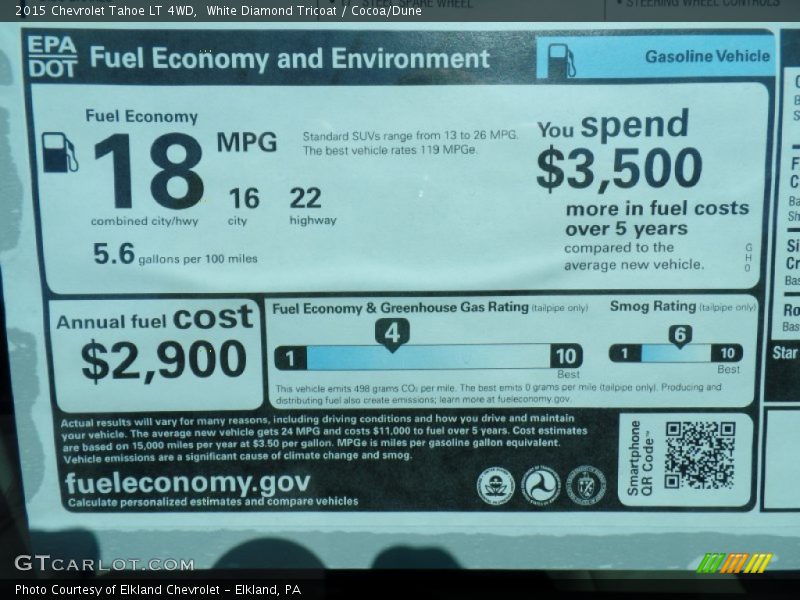 2015 Chevrolet Tahoe LT 4WD, White Diamond Tricoat / Cocoa/Dune
SPARE WHEEL
• STEERING WHEEL CONTROLS
EPA
DOT
Fuel Economy and Environment
Gasoline Vehicle
Fuel Economy
18 MPG
combined city/hwy
16
city
22
highway
5.6 gallons per 100 miles
Standard SUVs range from 13 to 26 MPG.
The best vehicle rates 119 MPGe.
You spend
$3,500
more in fuel costs
over 5 years
compared to the
average new vehicle.
G
H
0
Annual fuel cost
$2,900
Fuel Economy & Greenhouse Gas Rating (tailpipe only)
4
1
10
Best
Smog Rating (tailpipe only)
6
1
10
Best
This vehicle emits 498 grams CO₂ per mile. The best emits 0 grams per mile (tailpipe only). Producing and
distributing fuel also create emissions; learn more at fueleconomy.gov.
Actual results will vary for many reasons, including driving conditions and how you drive and maintain
your vehicle. The average new vehicle gets 24 MPG and costs $11,000 to fuel over 5 years. Cost estimates
are based on 15,000 miles per year at $3.50 per gallon. MPGe is miles per gasoline gallon equivalent.
Vehicle emissions are a significant cause of climate change and smog.
fueleconomy.gov
Calculate personalized estimates and compare vehicles
Smartphone
QR Code™
Star
GTCARLOT.COM
Photo Courtesy of Elkland Chevrolet - Elkland, PA